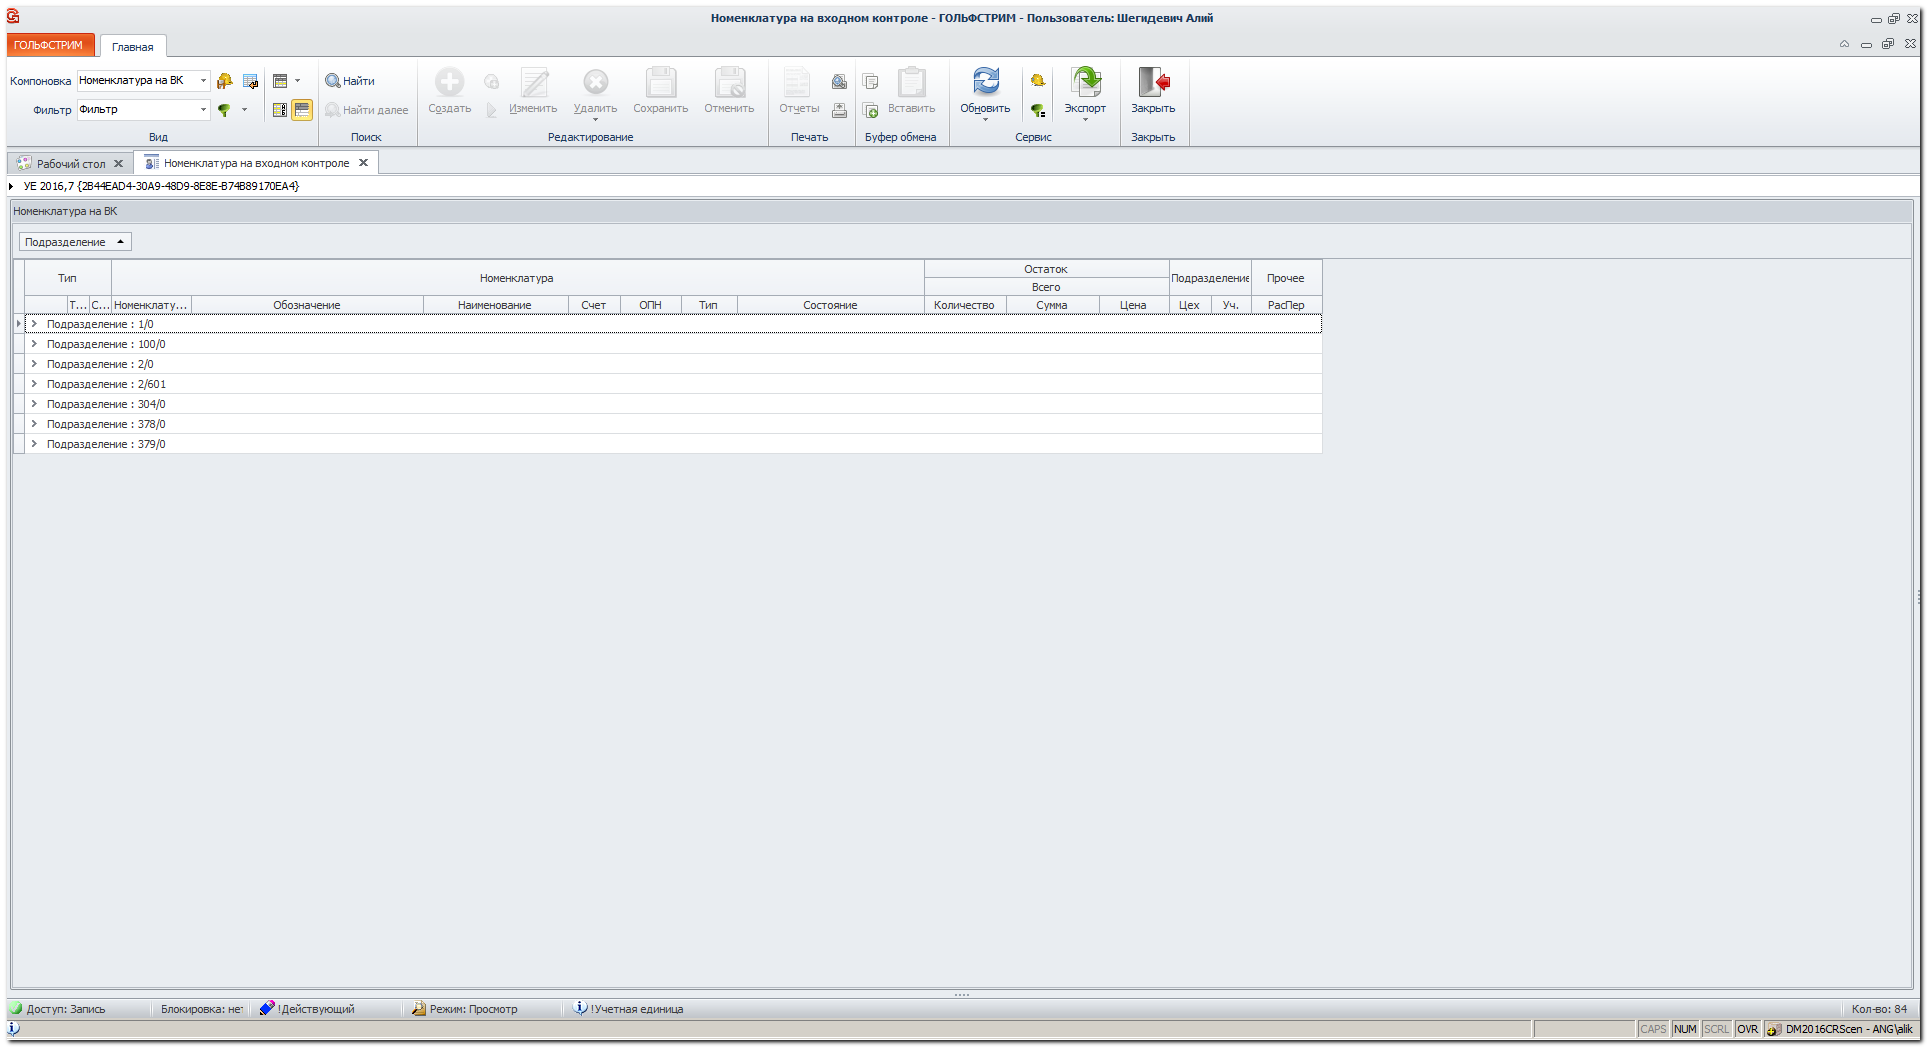 Номенклатура на входном контроле - ГОЛЬФСТРИМ - Пользователь: Шегидевич Алий
ГОЛЬФСТРИМ Главная
Компоновка Номенклатура на ВК Найти
Фильтр Фильтр Найти далее
Создать Изменить Удалить Сохранить Отменить Отчеты Вставить Обновить Экспорт Закрыть
Вид Поиск Редактирование Печать Буфер обмена Сервис Закрыть
Рабочий стол Номенклатура на входном контроле
УЕ 2016,7 {2B44EAD4-30A9-48D9-8E8E-B74B89170EA4}
Номенклатура на ВК
Подразделение
Тип Номенклатура Остаток Подразделение Прочее
Всего
Т... С... Номенклату... Обозначение Наименование Счет ОПН Тип Состояние Количество Сумма Цена Цех Уч. РасПер
Подразделение : 1/0
Подразделение : 100/0
Подразделение : 2/0
Подразделение : 2/601
Подразделение : 304/0
Подразделение : 378/0
Подразделение : 379/0
Доступ: Запись Блокировка: нет !Действующий Режим: Просмотр !Учетная единица Кол-во: 84
CAPS NUM SCRL OVR DM2016CRScen - ANG\alik